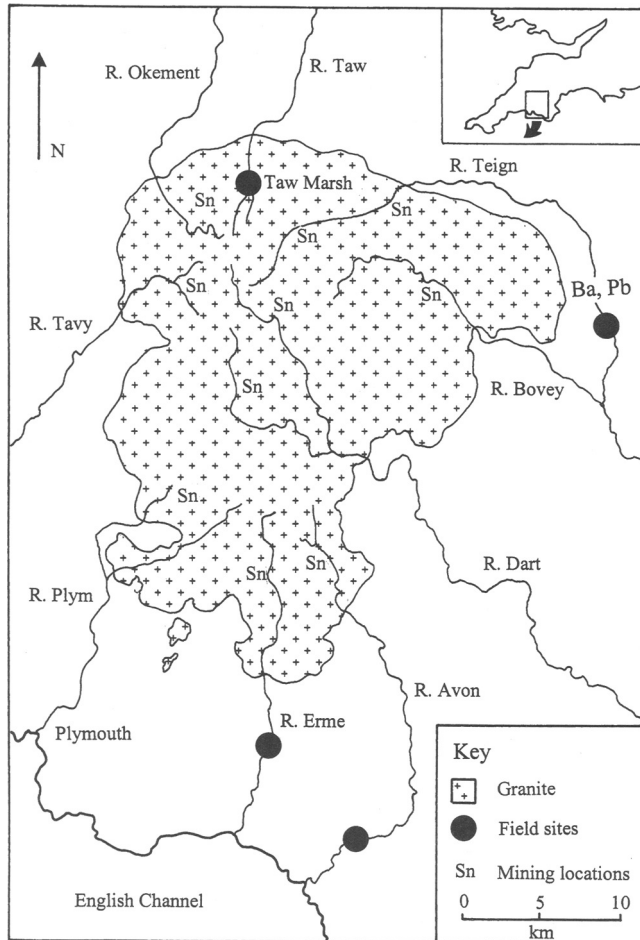 R. Okement
R. Taw
N
R. Teign
Sn
Taw Marsh
Sn
Sn
Sn
Sn
Ba, Pb
R. Tavy
R. Bovey
Sn
Sn
R. Dart
R. Plym
Sn
Sn
R. Avon
R. Erme
Plymouth
Key
Granite
Field sites
Sn Mining locations
English Channel
0 5 10
km